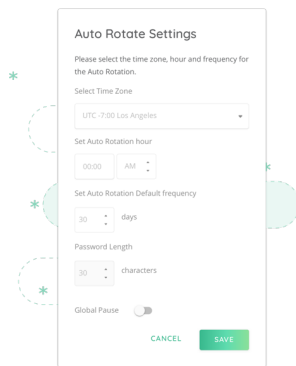 Auto Rotate Settings
Please select the time zone, hour and frequency for
the Auto Rotation.
Select Time Zone
UTC -7:00 Los Angeles
Set Auto Rotation hour
00:00 AM
Set Auto Rotation Default frequency
30 days
Password Length
30 characters
Global Pause
CANCEL SAVE